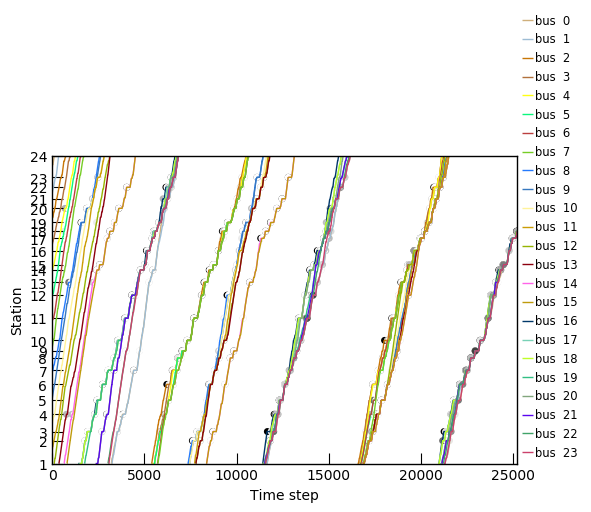 bus 0
bus 1
bus 2
bus 3
bus 4
bus 5
bus 6
bus 7
bus 8
bus 9
bus 10
bus 11
bus 12
bus 13
bus 14
bus 15
bus 16
bus 17
bus 18
bus 19
bus 20
bus 21
bus 22
bus 23
Station
24
23
22
21
20
19
18
17
16
13
12
11
10
9
8
7
6
5
4
3
2
1
0
5000
10000
15000
20000
25000
Time step